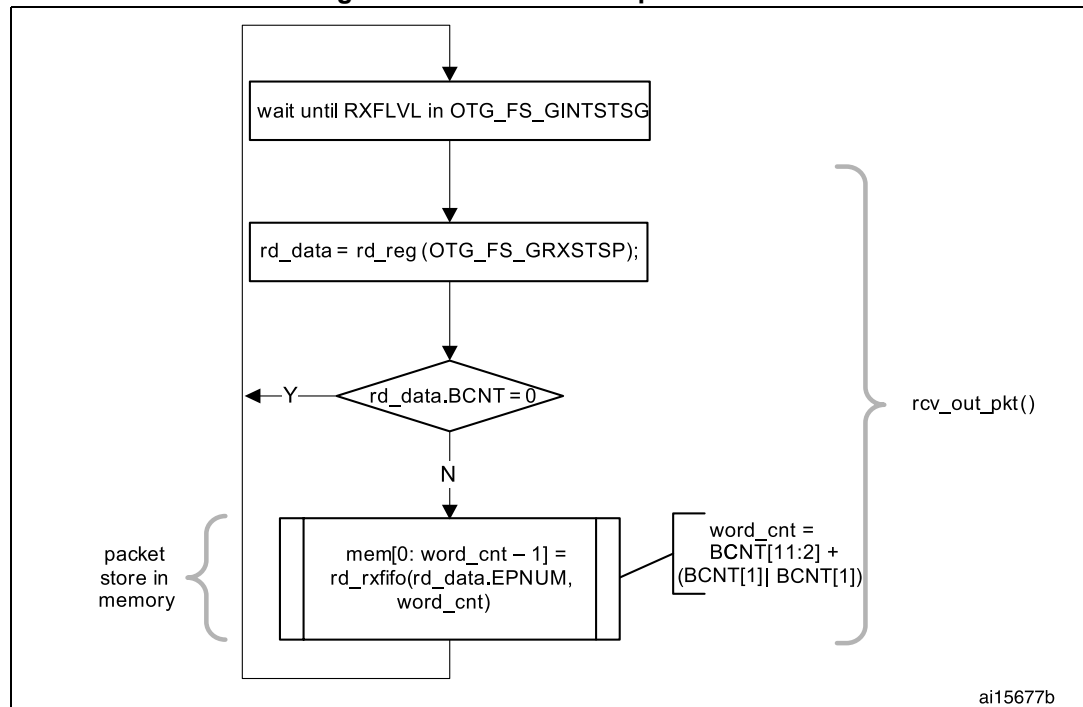 wait until RXFLVL in OTG_FS_GINTSTSG
rd_data = rd_reg (OTG_FS_GRXSTSP);
rd_data.BCNT = 0
Y
rcv_out_pkt()
N
packet
store in
memory
mem[0: word_cnt – 1] =
rd_rxfifo(rd_data.EPNUM,
word_cnt)
word_cnt =
BCNT[11:2] +
(BCNT[1]| BCNT[1])
ai15677b